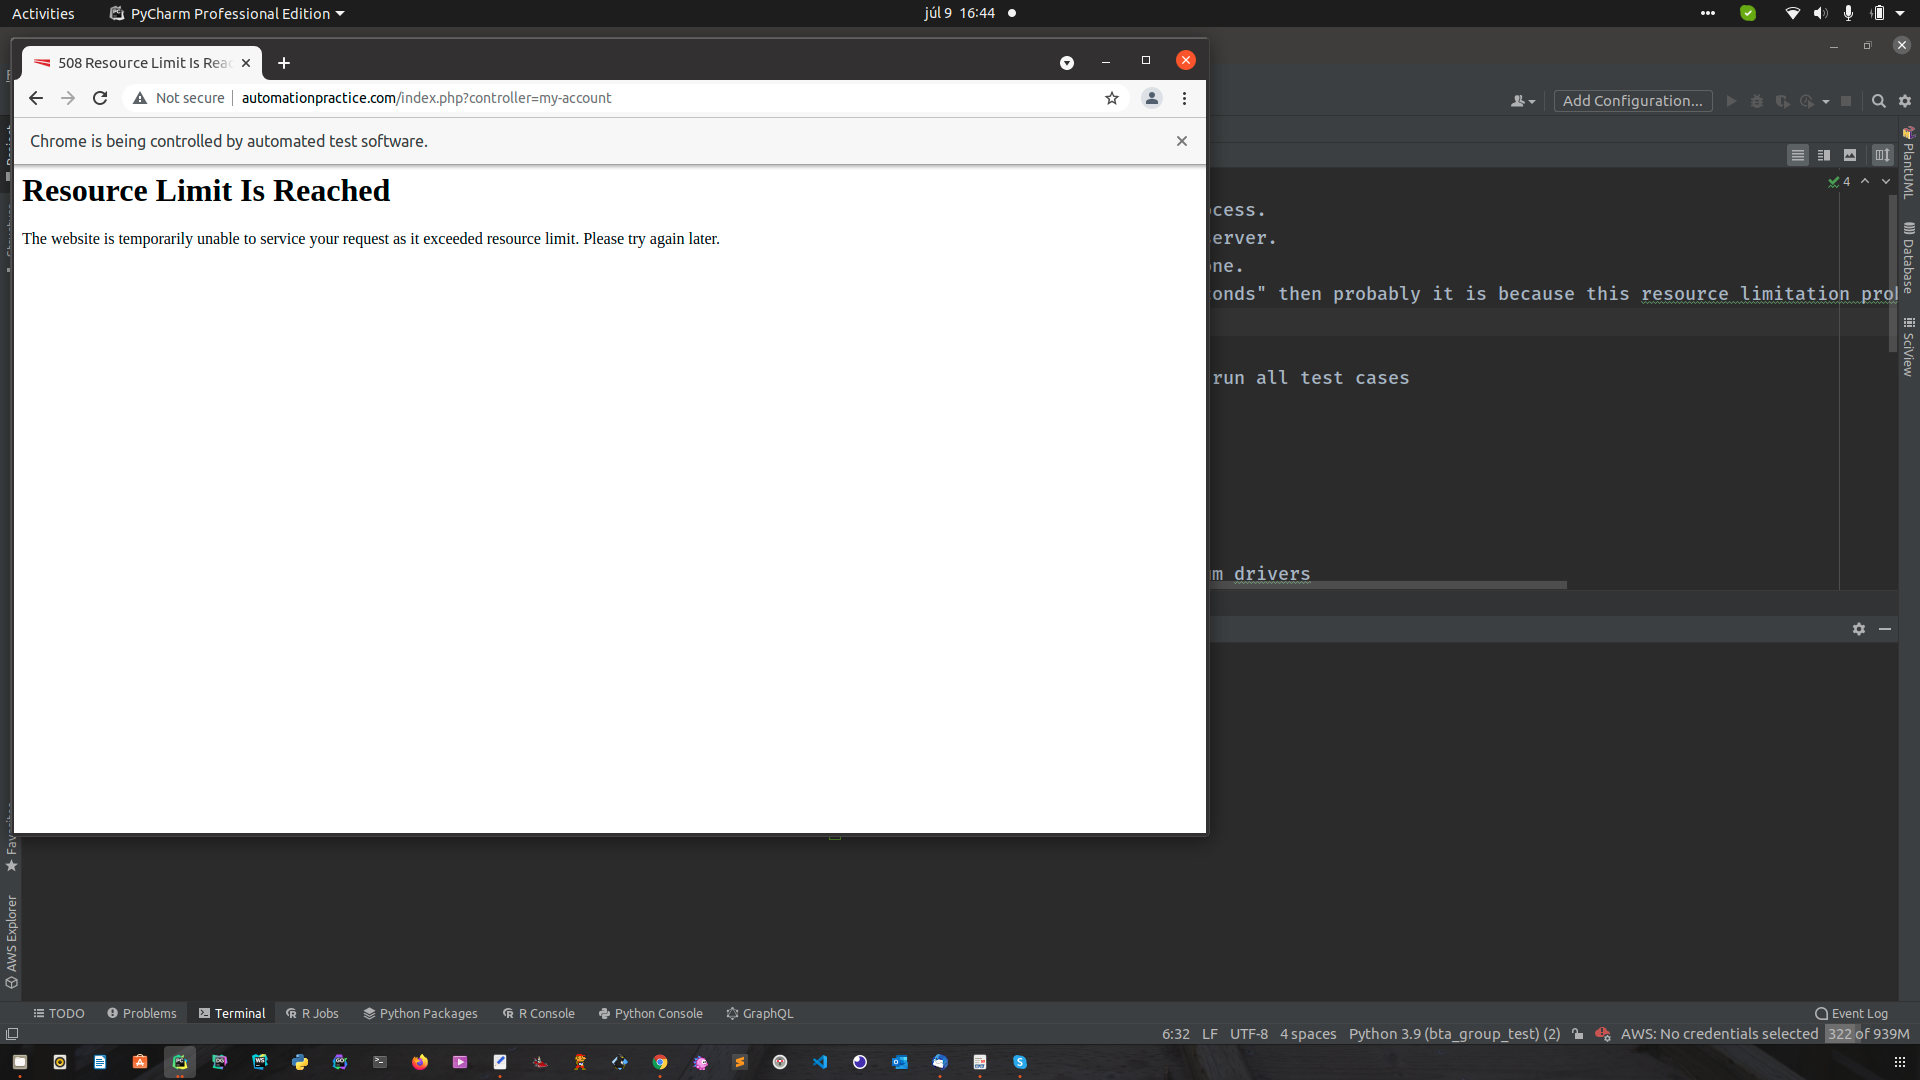 Activities
PyCharm Professional Edition
júl 9 16:44
508 Resource Limit Is Reac
Not secure
automationpractice.com/index.php?controller=my-account
Add Configuration...
Chrome is being controlled by automated test software.
Resource Limit Is Reached
The website is temporarily unable to service your request as it exceeded resource limit. Please try again later.
4
cess.
erver.
one.
onds" then probably it is because this resource limitation prob
run all test cases
m drivers
PlantUML
Database
SciView
Favorites
AWS Explorer
TODO
Problems
Terminal
R Jobs
Python Packages
R Console
Python Console
GraphQL
Event Log
6:32
LF
UTF-8
4 spaces
Python 3.9 (bta_group_test) (2)
AWS: No credentials selected
322 of 939M